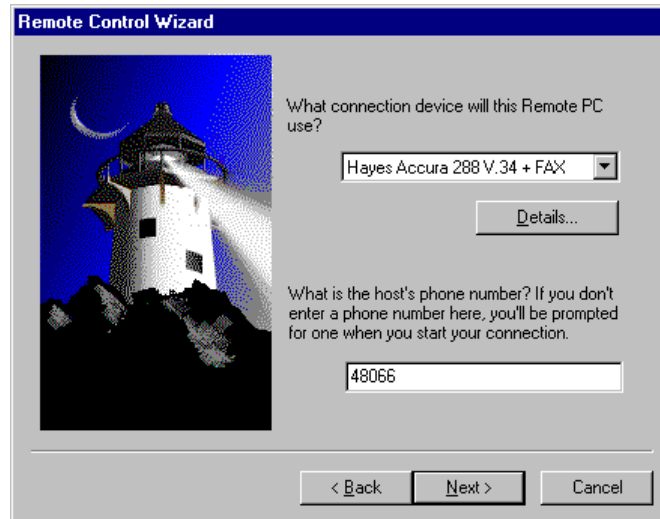 Remote Control Wizard
What connection device will this Remote PC
use?
Hayes Accura 288 V.34 + FAX
Details...
What is the host's phone number? If you don't
enter a phone number here, you'll be prompted
for one when you start your connection.
48066
< Back
Next >
Cancel